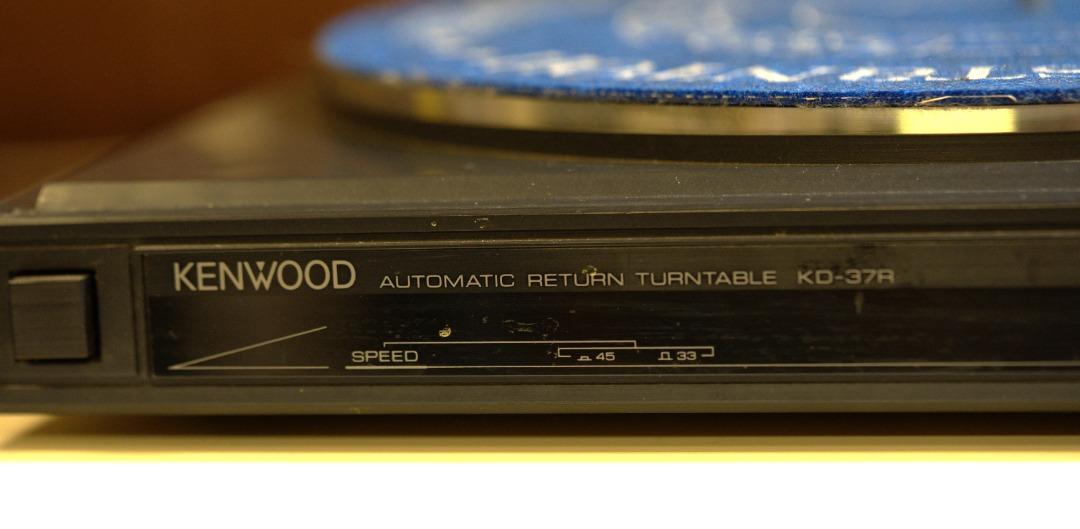 KENWOOD AUTOMATIC RETURN TURNTABLE KD-37R
SPEED 45 33